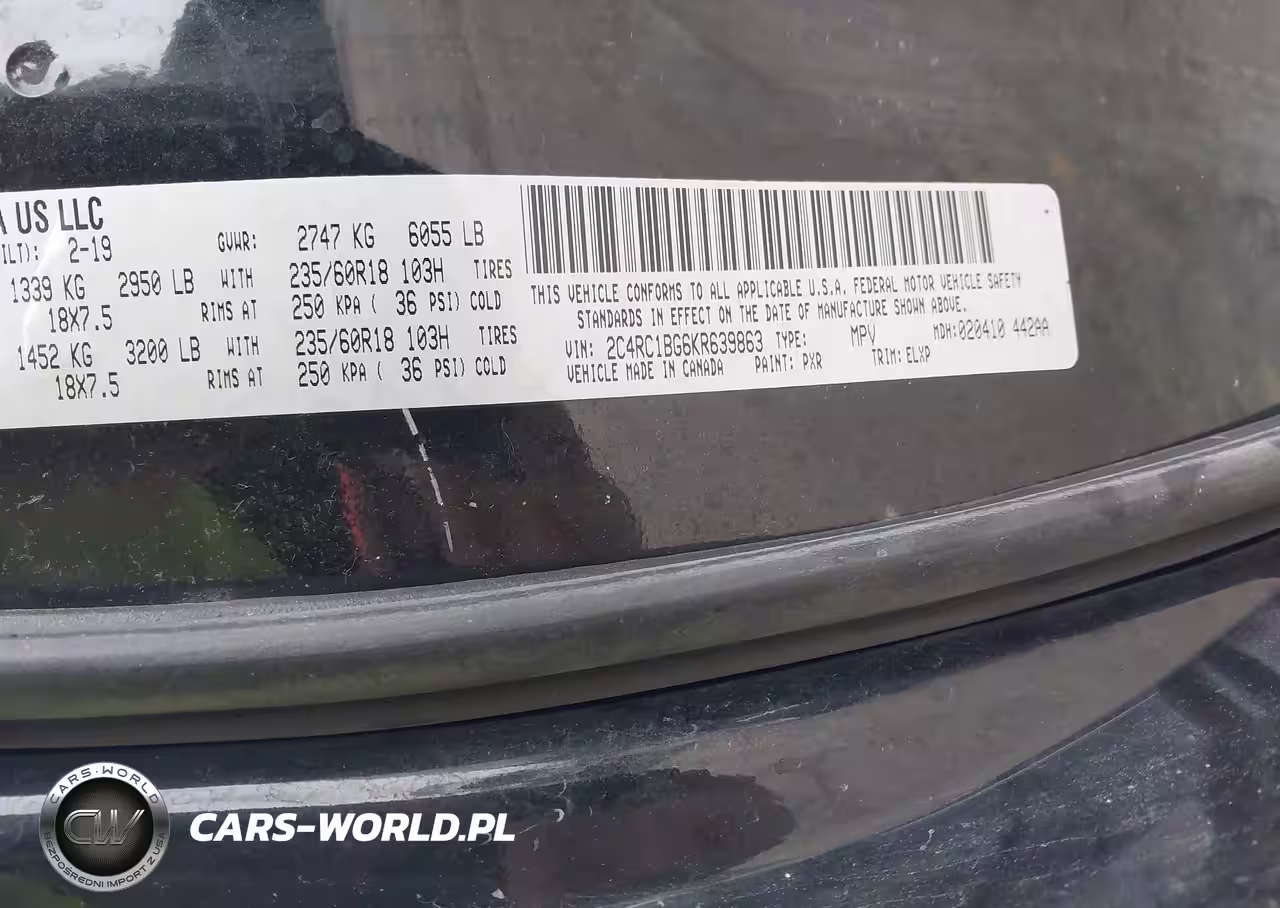 A US LLC
ILT): 2-19 GVWR: 2747 KG 6055 LB
1339 KG 2950 LB WITH 235/60R18 103H TIRES
18X7.5 RIMS AT 250 KPA ( 36 PSI) COLD
1452 KG 3200 LB WITH 235/60R18 103H TIRES
18X7.5 RIMS AT 250 KPA ( 36 PSI) COLD
THIS VEHICLE CONFORMS TO ALL APPLICABLE U.S.A. FEDERAL MOTOR VEHICLE SAFETY
STANDARDS IN EFFECT ON THE DATE OF MANUFACTURE SHOWN ABOVE.
VIN: 2C4RC1BG6KR639863 TYPE: MPV MDH:020410 442AA
VEHICLE MADE IN CANADA PAINT: PXR TRIM: ELXP
CARS-WORLD
CW
BEZPOŚREDNI IMPORT Z USA
CARS-WORLD.PL